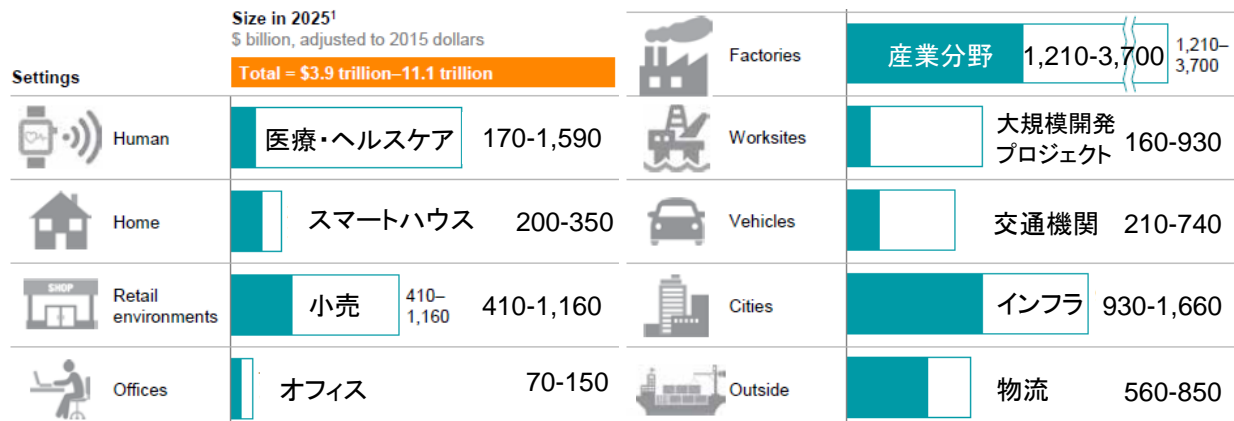 Size in 2025¹
$ billion, adjusted to 2015 dollars
Settings
Total = $3.9 trillion–11.1 trillion
Human
医療・ヘルスケア
170-1,590
Home
スマートハウス
200-350
SHOP
Retail
environments
小売
410–
1,160
410-1,160
Offices
オフィス
70-150
Factories
産業分野
1,210-3,700
1,210–
3,700
Worksites
大規模開発
プロジェクト
160-930
Vehicles
交通機関
210-740
Cities
インフラ
930-1,660
Outside
物流
560-850